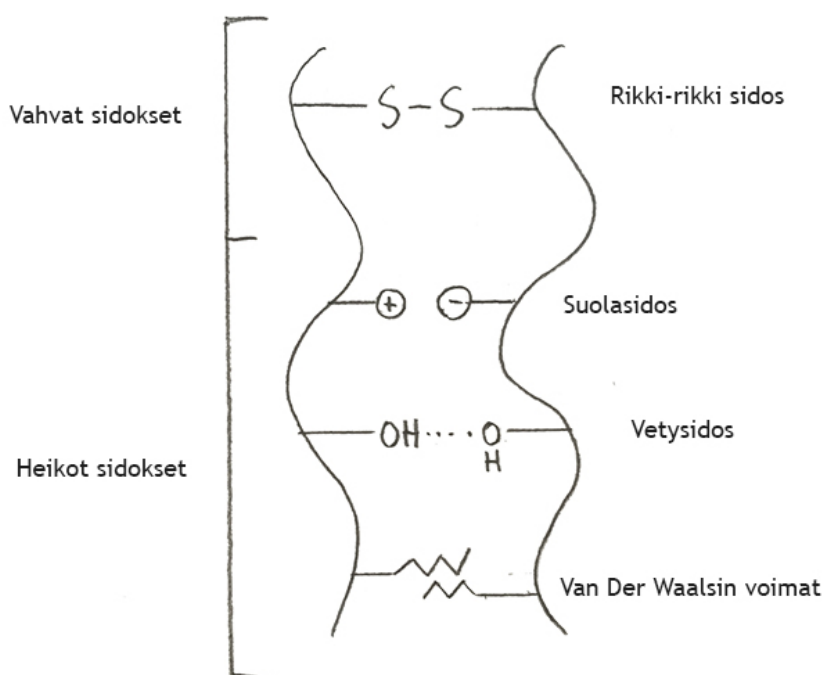 Vahvat sidokset
S-S
Rikki-rikki sidos
+ -
Suolasidos
OH····O
H
Vetysidos
Heikot sidokset
Van Der Waalsin voimat